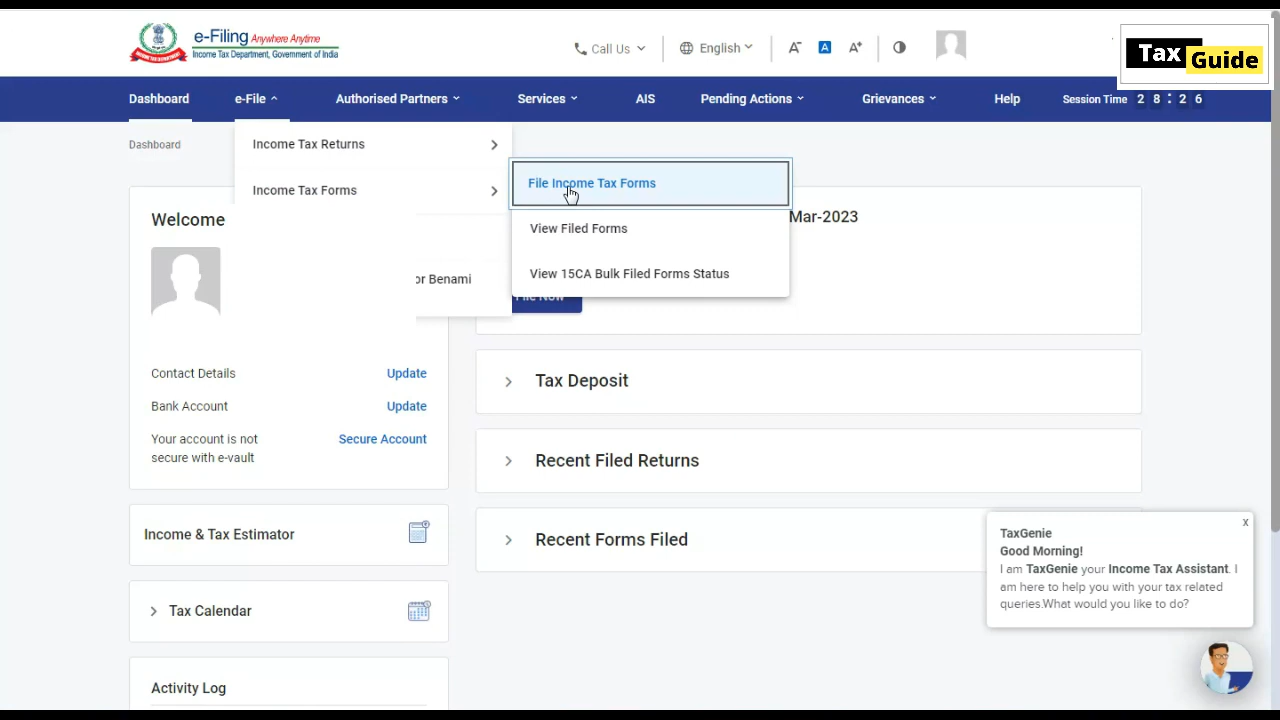 e-Filing Anywhere Anytime
Income Tax Department, Government of India
Call Us
English
A-
A
A+
Tax
Guide
Dashboard
e-File
Authorised Partners
Services
AIS
Pending Actions
Grievances
Help
Session Time 2 8 : 2 6
Dashboard
Income Tax Returns
Income Tax Forms
or Benami
File Income Tax Forms
View Filed Forms
View 15CA Bulk Filed Forms Status
Mar-2023
File Now
Welcome
Contact Details
Update
Bank Account
Update
Your account is not
secure with e-vault
Secure Account
Income & Tax Estimator
Tax Calendar
Activity Log
Tax Deposit
Recent Filed Returns
Recent Forms Filed
x
TaxGenie
Good Morning!
I am TaxGenie your Income Tax Assistant. I
am here to help you with your tax related
queries.What would you like to do?